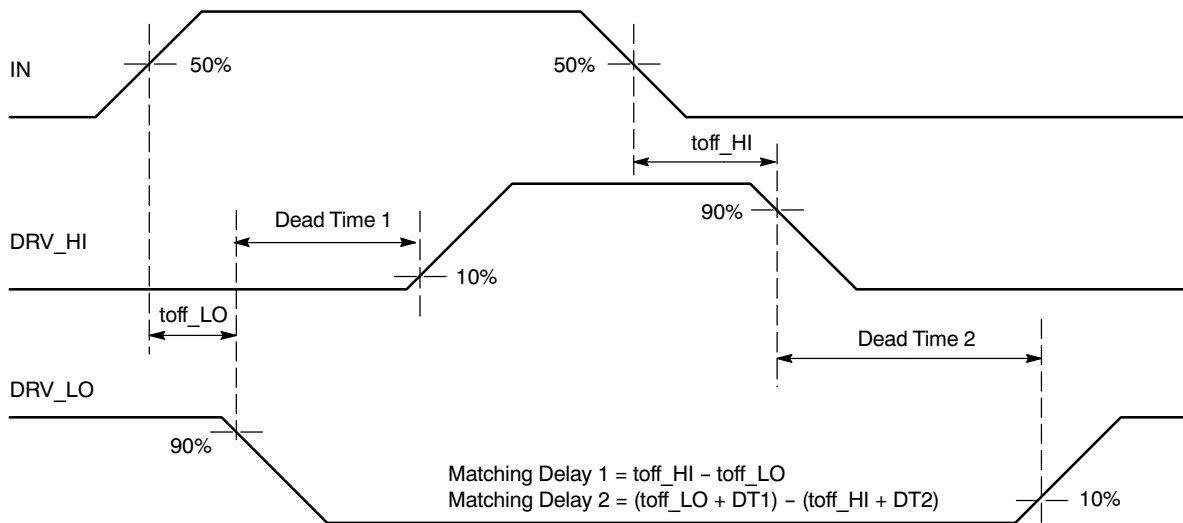 IN
50%
50%
toff_HI
Dead Time 1
90%
DRV_HI
10%
toff_LO
Dead Time 2
DRV_LO
90%
Matching Delay 1 = toff_HI − toff_LO
Matching Delay 2 = (toff_LO + DT1) − (toff_HI + DT2)
10%